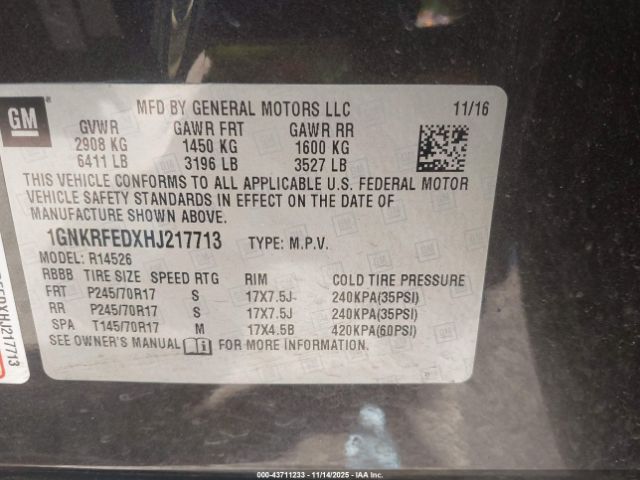 GM
MFD BY GENERAL MOTORS LLC 11/16
GVWR GAWR FRT GAWR RR
2908 KG 1450 KG 1600 KG
6411 LB 3196 LB 3527 LB
THIS VEHICLE CONFORMS TO ALL APPLICABLE U.S. FEDERAL MOTOR
VEHICLE SAFETY STANDARDS IN EFFECT ON THE DATE OF
MANUFACTURE SHOWN ABOVE.
1GNKRFEDXHJ217713 TYPE: M.P.V.
MODEL: R14526
RBBB TIRE SIZE SPEED RTG RIM COLD TIRE PRESSURE
FRT P245/70R17 S 17X7.5J 240KPA(35PSI)
RR P245/70R17 S 17X7.5J 240KPA(35PSI)
SPA T145/70R17 M 17X4.5B 420KPA(60PSI)
SEE OWNER'S MANUAL FOR MORE INFORMATION.
EDXHJ217713
000-43711233 - 11/14/2025 - IAA Inc.